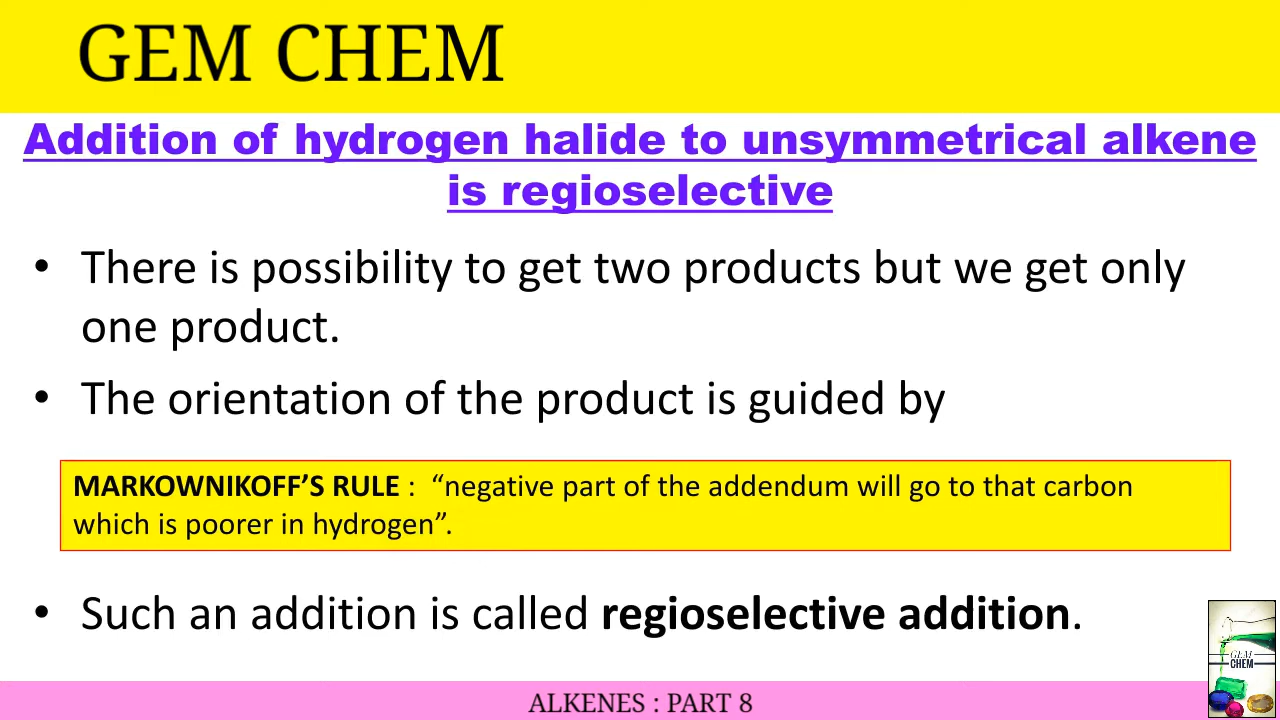 GEM CHEM
Addition of hydrogen halide to unsymmetrical alkene
is regioselective
• There is possibility to get two products but we get only
one product.
• The orientation of the product is guided by
MARKOWNIKOFF’S RULE : “negative part of the addendum will go to that carbon
which is poorer in hydrogen”.
• Such an addition is called regioselective addition.
GEM
CHEM
ALKENES : PART 8